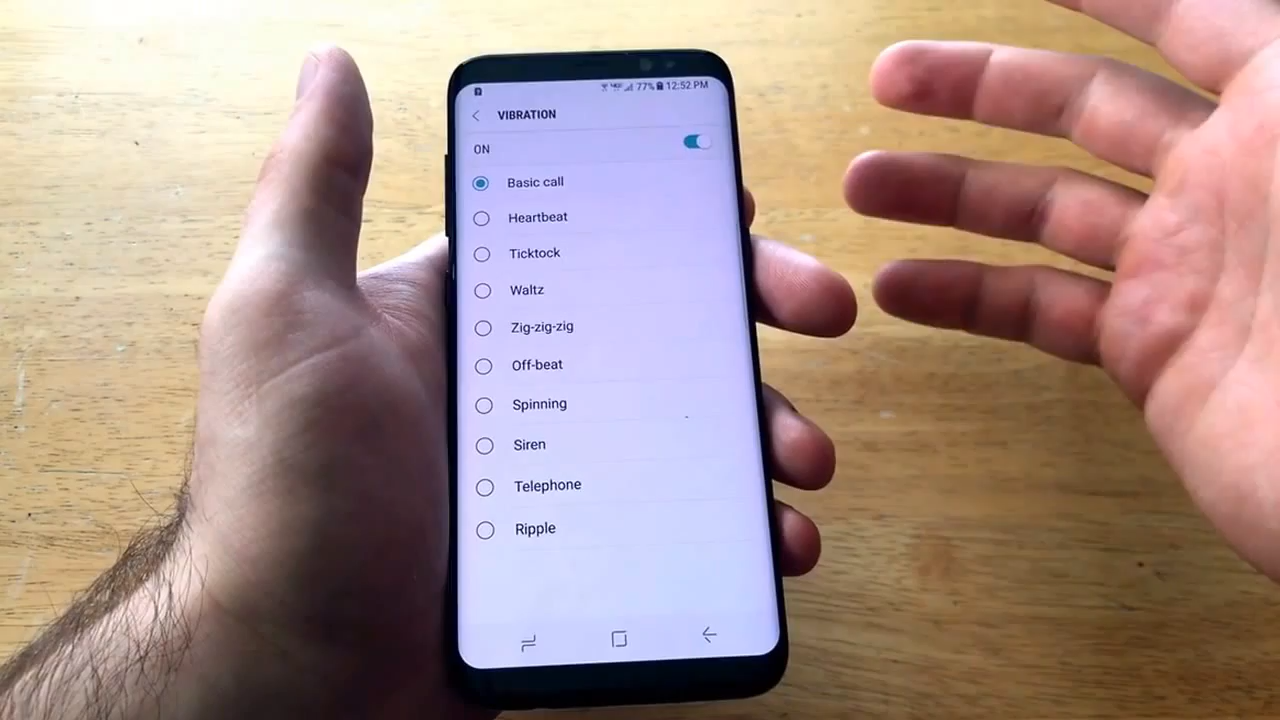 77% 12:52 PM
VIBRATION
ON
Basic call
Heartbeat
Ticktock
Waltz
Zig-zig-zig
Off-beat
Spinning
Siren
Telephone
Ripple